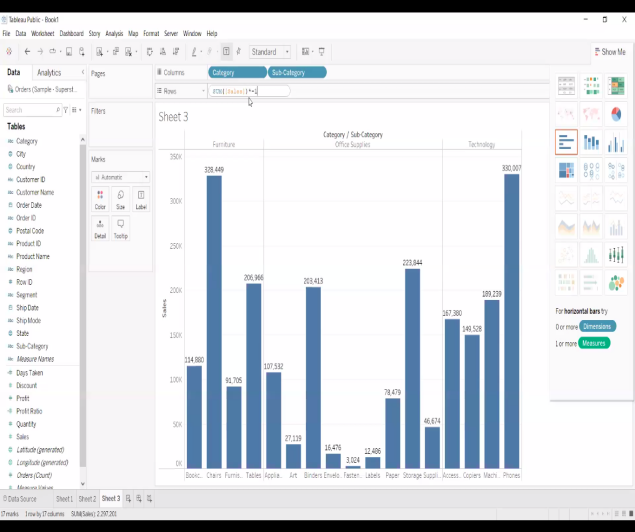 Tableau Public - Book1
File Data Worksheet Dashboard Story Analysis Map Format Server Window Help
Standard
Show Me
Data Analytics
Pages
Columns
Category
Sub-Category
Orders (Sample - Superst...
Rows
SUM([Sales])*-1
Search
Filters
Sheet 3
Tables
Category
City
Country
Customer ID
Customer Name
Order Date
Order ID
Postal Code
Product ID
Product Name
Region
Row ID
Segment
Ship Date
Ship Mode
State
Sub-Category
Measure Names
Days Taken
Discount
Profit
Profit Ratio
Quantity
Sales
Latitude (generated)
Longitude (generated)
Orders (Count)
Measure Values
Marks
Automatic
Color Size Label
Detail Tooltip
Category / Sub-Category
Furniture Office Supplies Technology
350K
300K
250K
200K
150K
100K
50K
0K
Sales
114,880
328,449
91,705
206,966
107,532
27,119
203,413
16,476
3,024
12,486
78,479
223,844
46,674
167,380
149,528
189,239
330,007
Bookc.. Chairs Furnis.. Tables Applia.. Art Binders Envelo.. Fasten.. Labels Paper Storage Suppli.. Access.. Copiers Machi.. Phones
For horizontal bars try
0 or more Dimensions
1 or more Measures
Data Source Sheet 1 Sheet 2 Sheet 3
17 marks 1 row by 17 columns SUM(Sales): 2,297,201